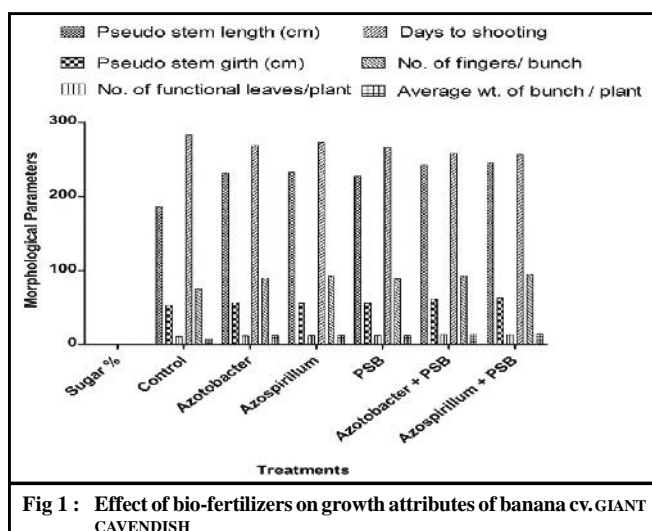 Pseudo stem length (cm) Days to shooting
Pseudo stem girth (cm) No. of fingers/ bunch
No. of functional leaves/plant Average wt. of bunch / plant
300
200
100
0
Morphological Parameters
Sugar %
Control
Azotobacter
Azospirillum
PSB
Azotobacter + PSB
Azospirillum + PSB
Treatments
Fig 1 : Effect of bio-fertilizers on growth attributes of banana cv. GIANT
CAVENDISH